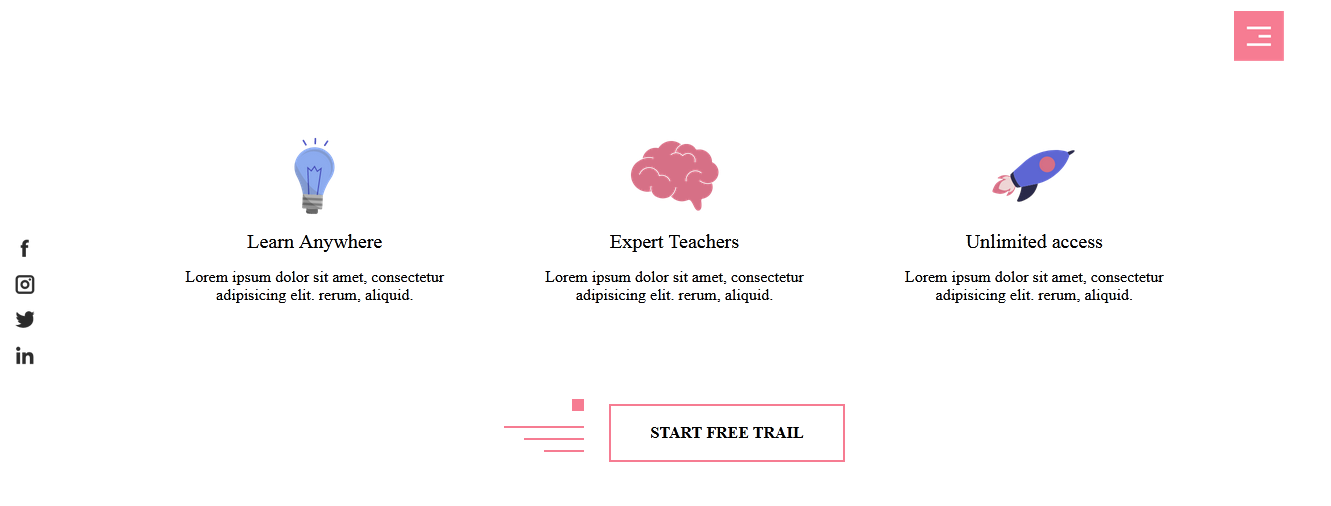 Learn Anywhere
Lorem ipsum dolor sit amet, consectetur
adipisicing elit. rerum, aliquid.
Expert Teachers
Lorem ipsum dolor sit amet, consectetur
adipisicing elit. rerum, aliquid.
Unlimited access
Lorem ipsum dolor sit amet, consectetur
adipisicing elit. rerum, aliquid.
START FREE TRAIL